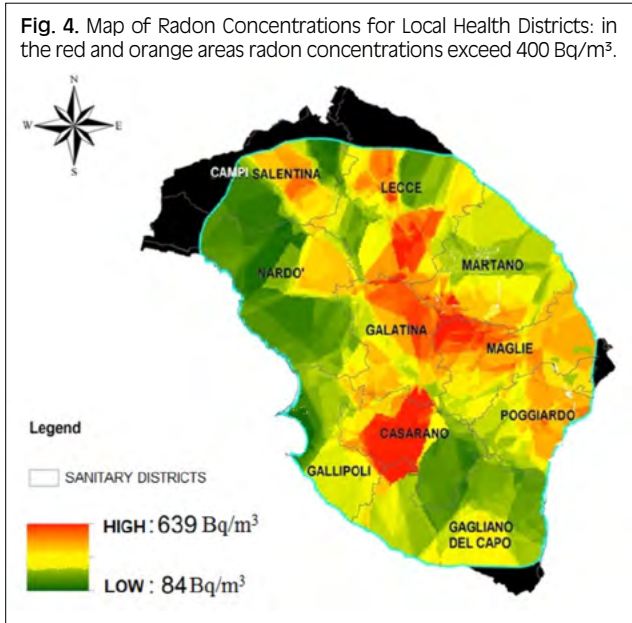 Fig. 4. Map of Radon Concentrations for Local Health Districts: in
the red and orange areas radon concentrations exceed 400 Bq/m³.
N
W E
S
CAMPI SALENTINA
LECCE
NARDO'
MARTANO
GALATINA
MAGLIE
POGGIARDO
CASARANO
GALLIPOLI
GAGLIANO
DEL CAPO
Legend
SANITARY DISTRICTS
HIGH : 639 Bq/m³
LOW : 84 Bq/m³